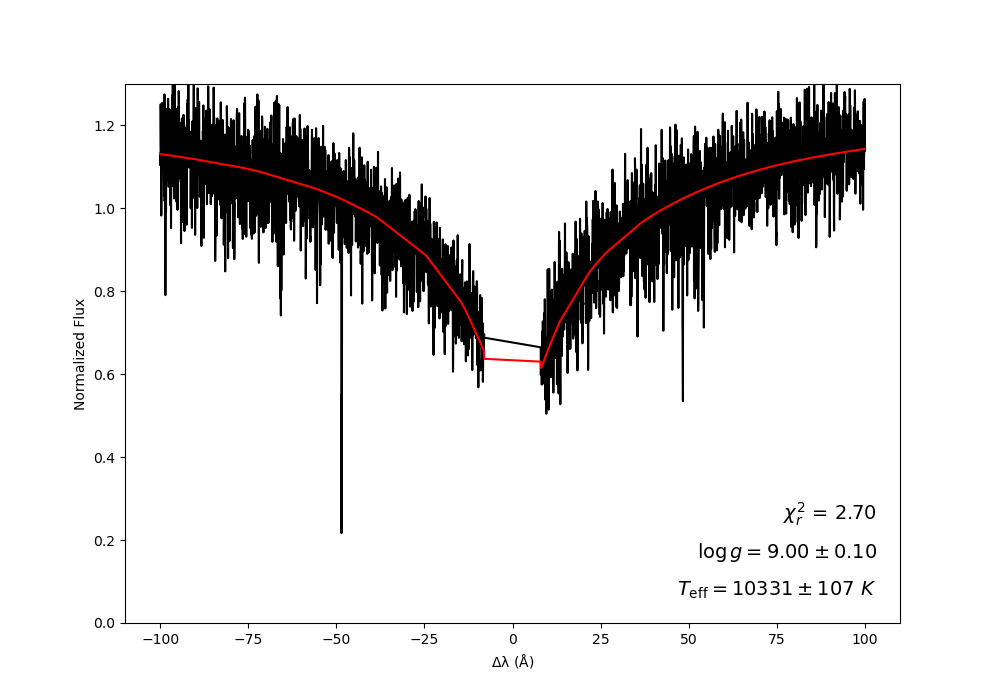 Normalized Flux
1.2
1.0
0.8
0.6
0.4
0.2
0.0
χ²ᵣ = 2.70
log g = 9.00 ± 0.10
T_eff = 10331 ± 107 K
−100 −75 −50 −25 0 25 50 75 100
Δλ (Å)